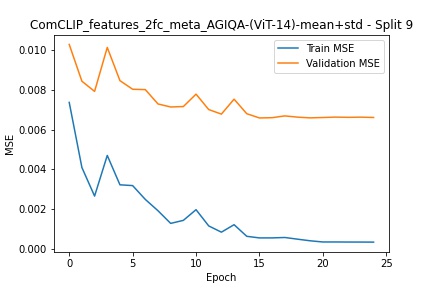 ComCLIP_features_2fc_meta_AGIQA-(ViT-14)-mean+std - Split 9
Train MSE
Validation MSE
0.010
0.008
0.006
0.004
0.002
0.000
MSE
0 5 10 15 20 25
Epoch